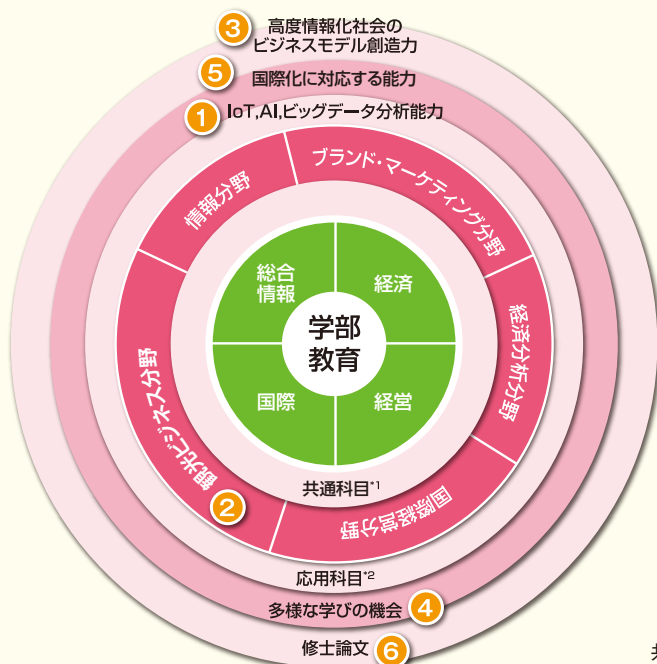 3 高度情報化社会の
ビジネスモデル創造力
5 国際化に対応する能力
1 IoT,AI,ビッグデータ分析能力
情報分野
ブランド・マーケティング分野
経済分析分野
国際経営分野
観光ビジネス分野
2
総合
情報
経済
学部
教育
国際
経営
共通科目*1
応用科目*2
多様な学びの機会 4
修士論文 6
共